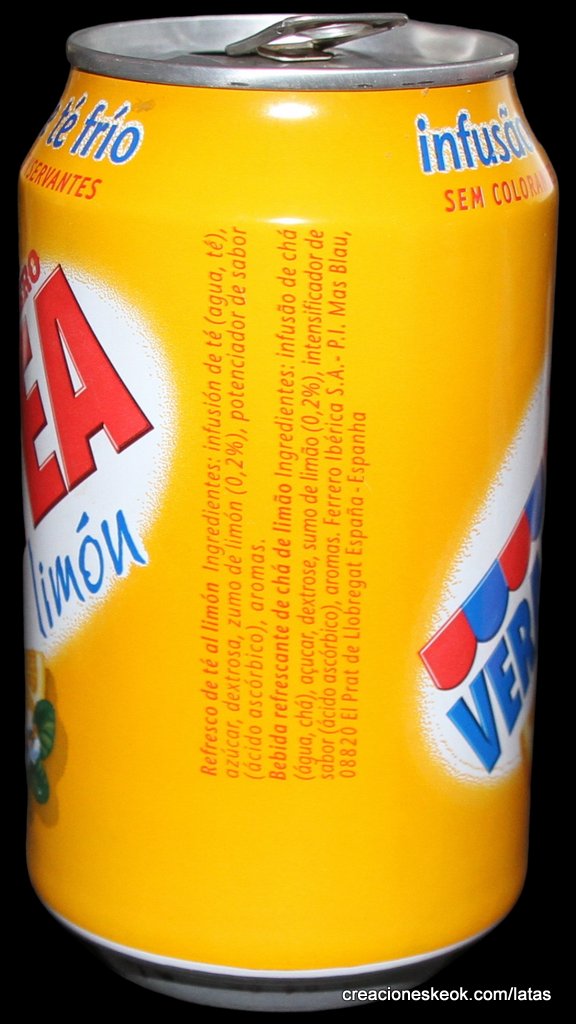 té frío
SERVANTES
RO
EA
limón
Refresco de té al limón Ingredientes: infusión de té (agua, té),
azúcar, dextrosa, zumo de limón (0,2%), potenciador de sabor
(ácido ascórbico), aromas.
Bebida refrescante de chá de limão Ingredientes: infusão de chá
(água, chá), açucar, dextrose, sumo de limão (0,2%), intensificador de
sabor (ácido ascórbico), aromas. Ferrero Ibérica S.A.- P.I. Mas Blau,
08820 El Prat de Llobregat España - Espanha
infusão
SEM COLORA
VER
creacioneskeok.com/latas